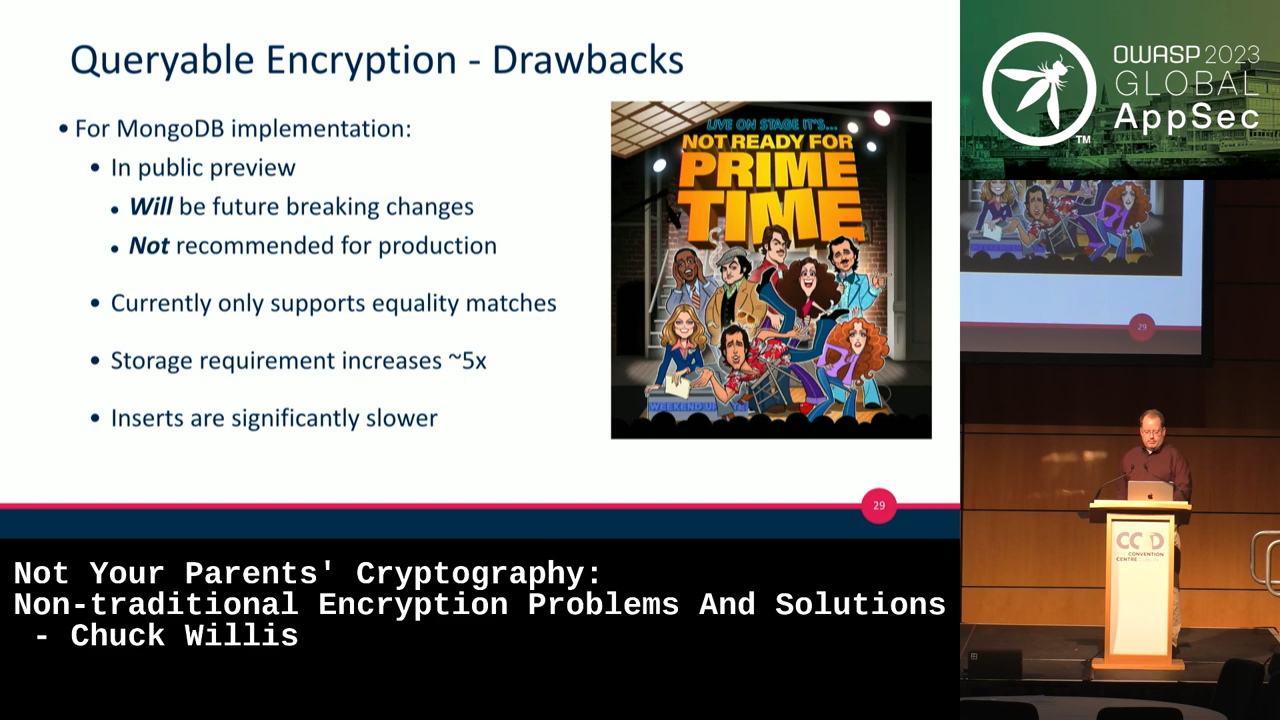 Queryable Encryption - Drawbacks
• For MongoDB implementation:
• In public preview
• Will be future breaking changes
• Not recommended for production
• Currently only supports equality matches
• Storage requirement increases ~5x
• Inserts are significantly slower
LIVE ON STAGE IT'S...
NOT READY FOR
PRIME
TIME
29
OWASP 2023
GLOBAL
AppSec
TM
29
CONVENTION
CENTRE
Not Your Parents' Cryptography:
Non-traditional Encryption Problems And Solutions
- Chuck Willis